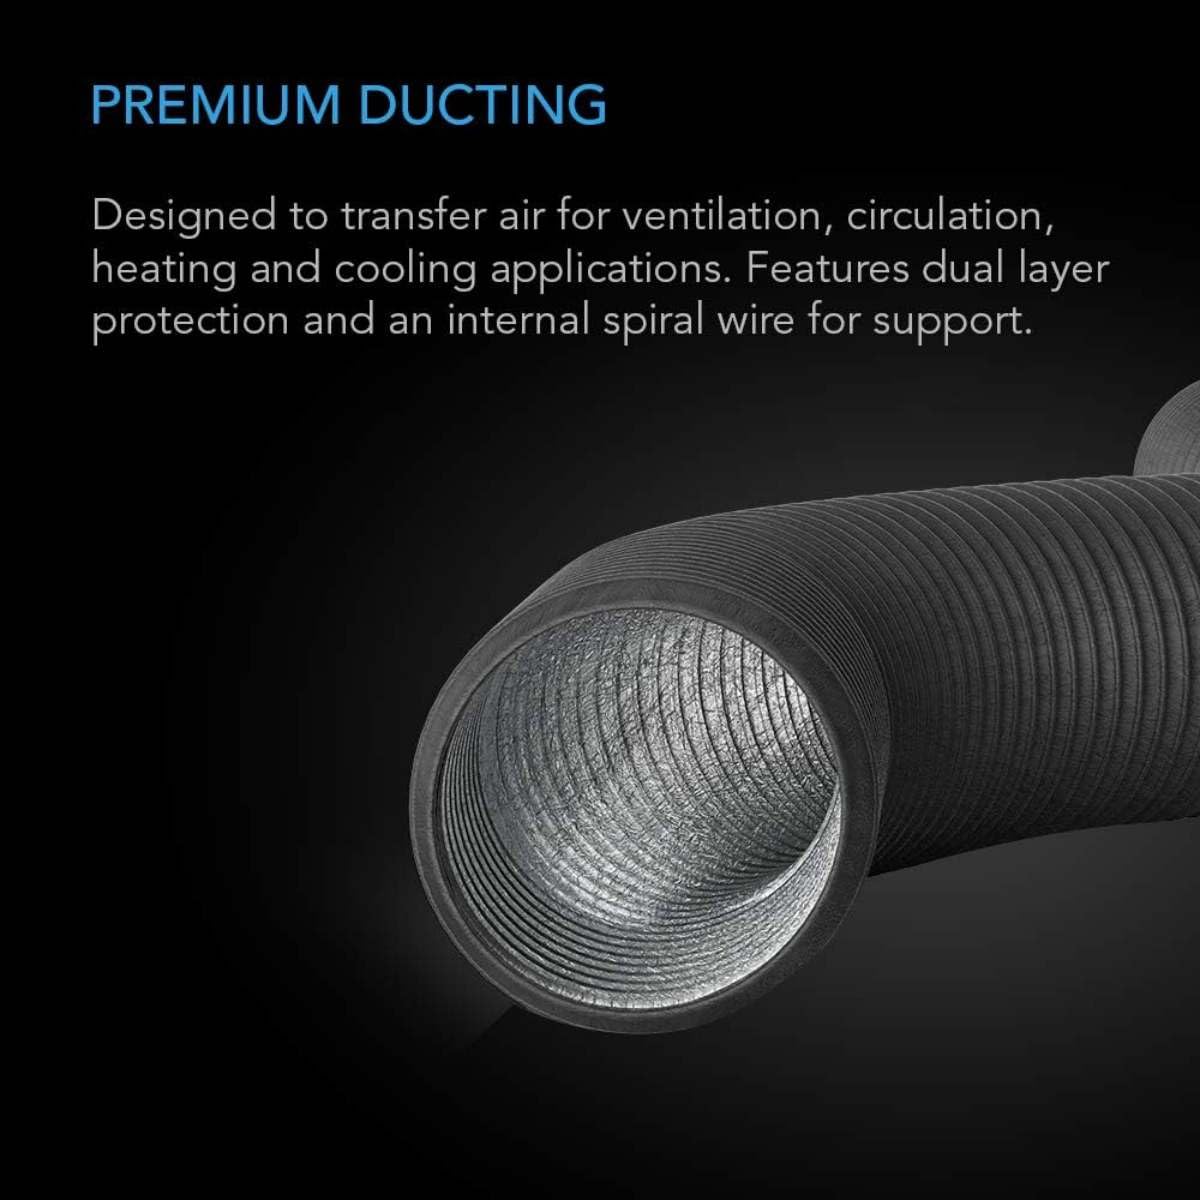 PREMIUM DUCTING
Designed to transfer air for ventilation, circulation,
heating and cooling applications. Features dual layer
protection and an internal spiral wire for support.